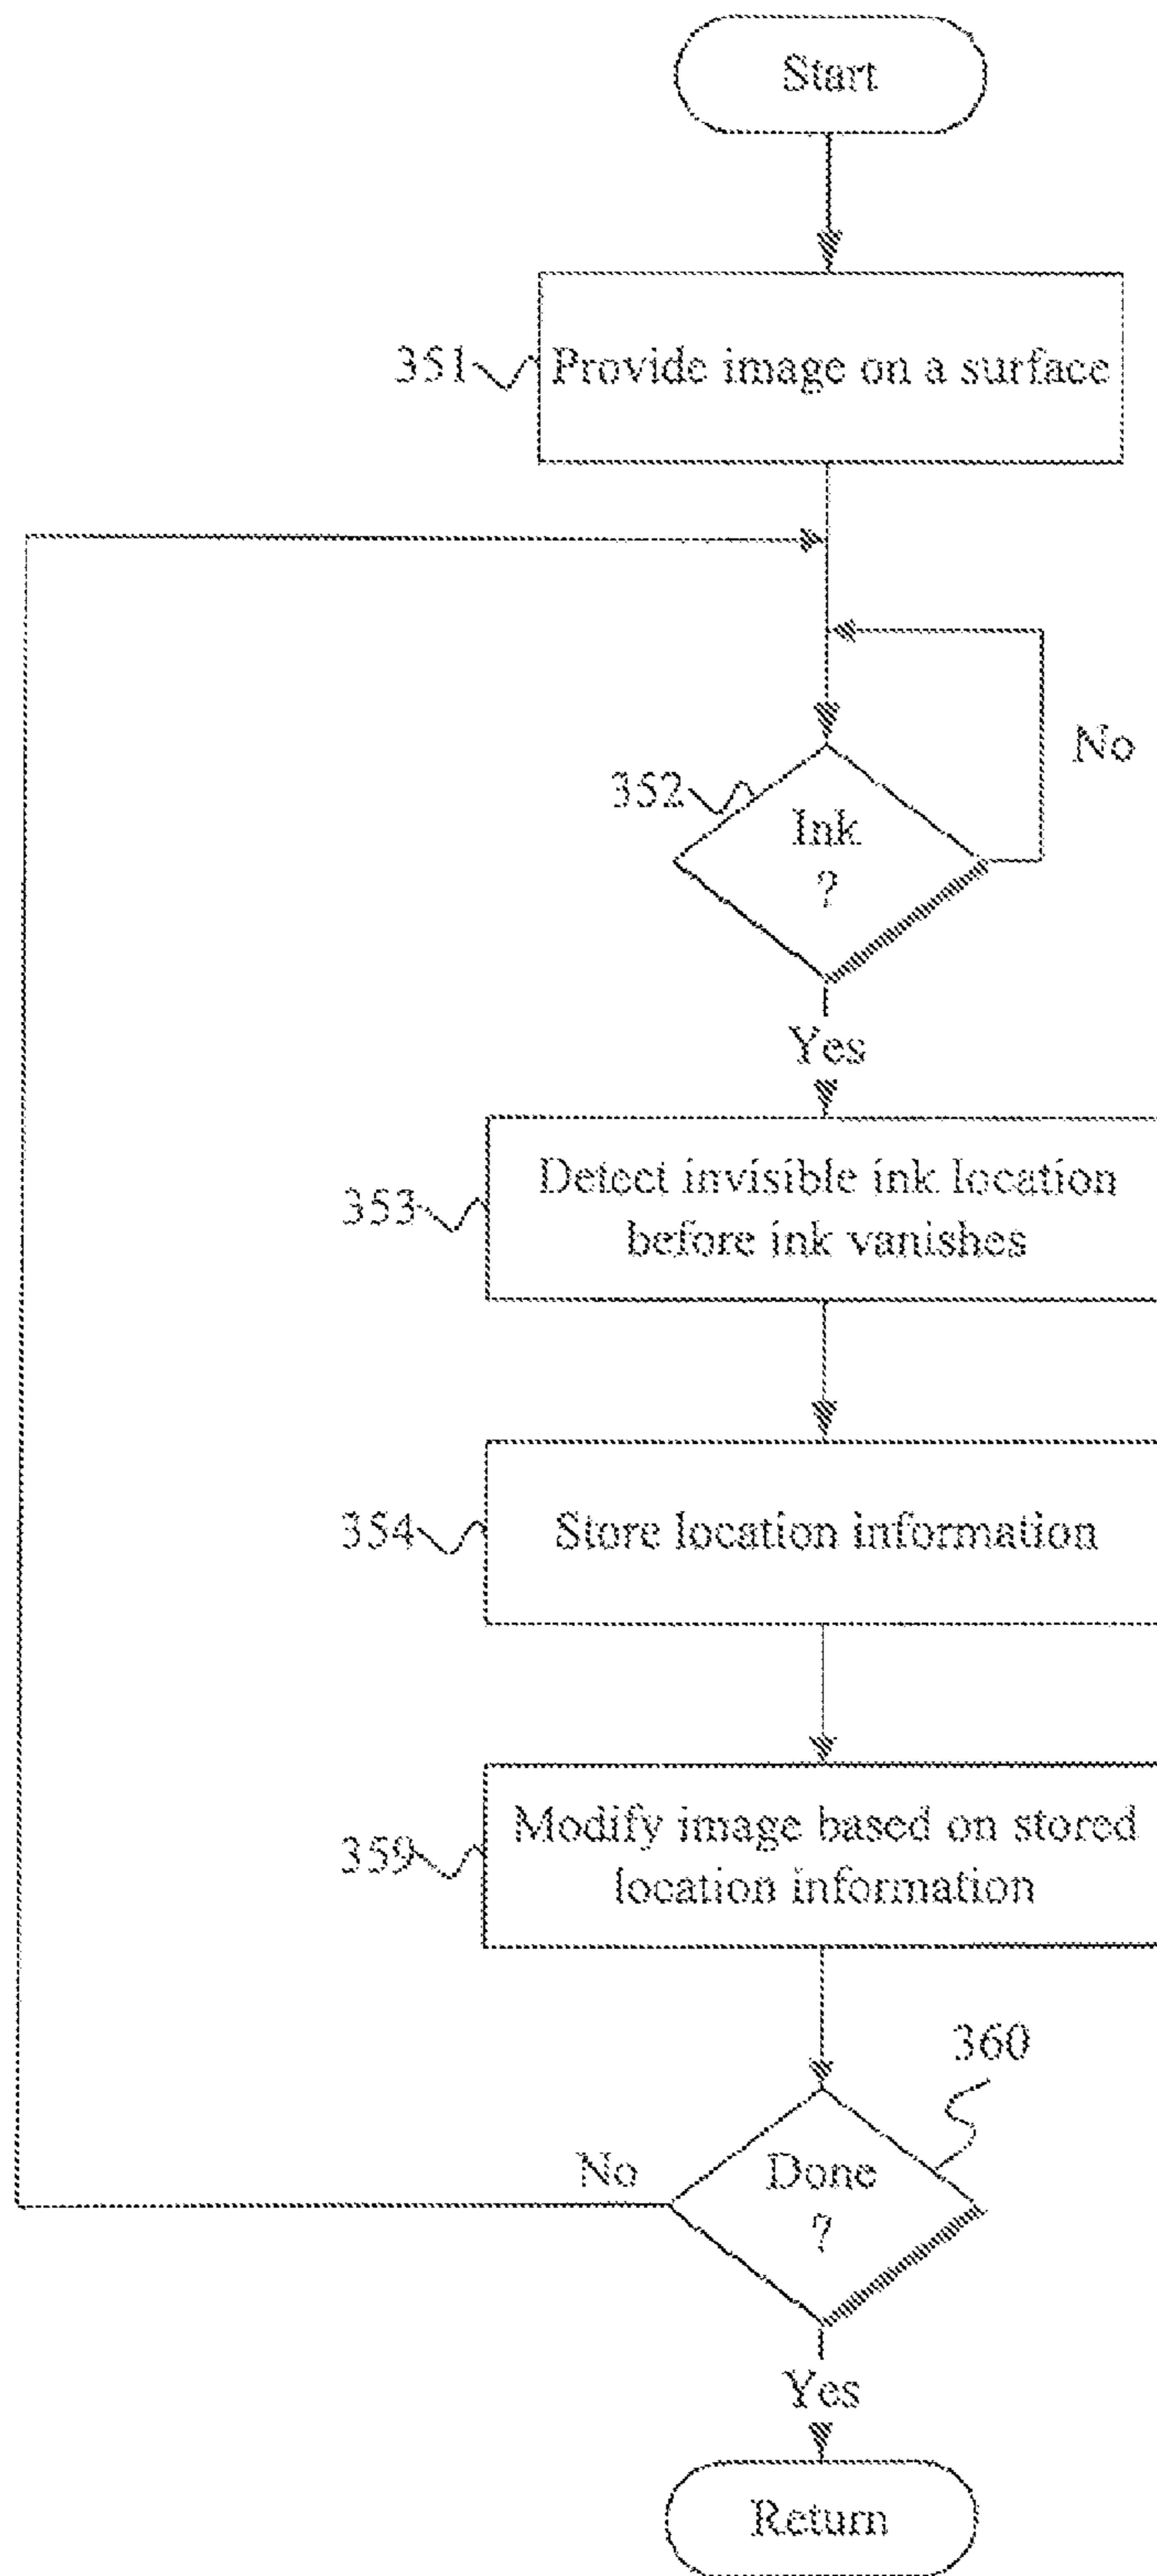 Start
351
Provide image on a surface
No
352
Ink
?
Yes
353
Detect invisible ink location
before ink vanishes
354
Store location information
359
Modify image based on stored
location information
360
No
Done
?
Yes
Return